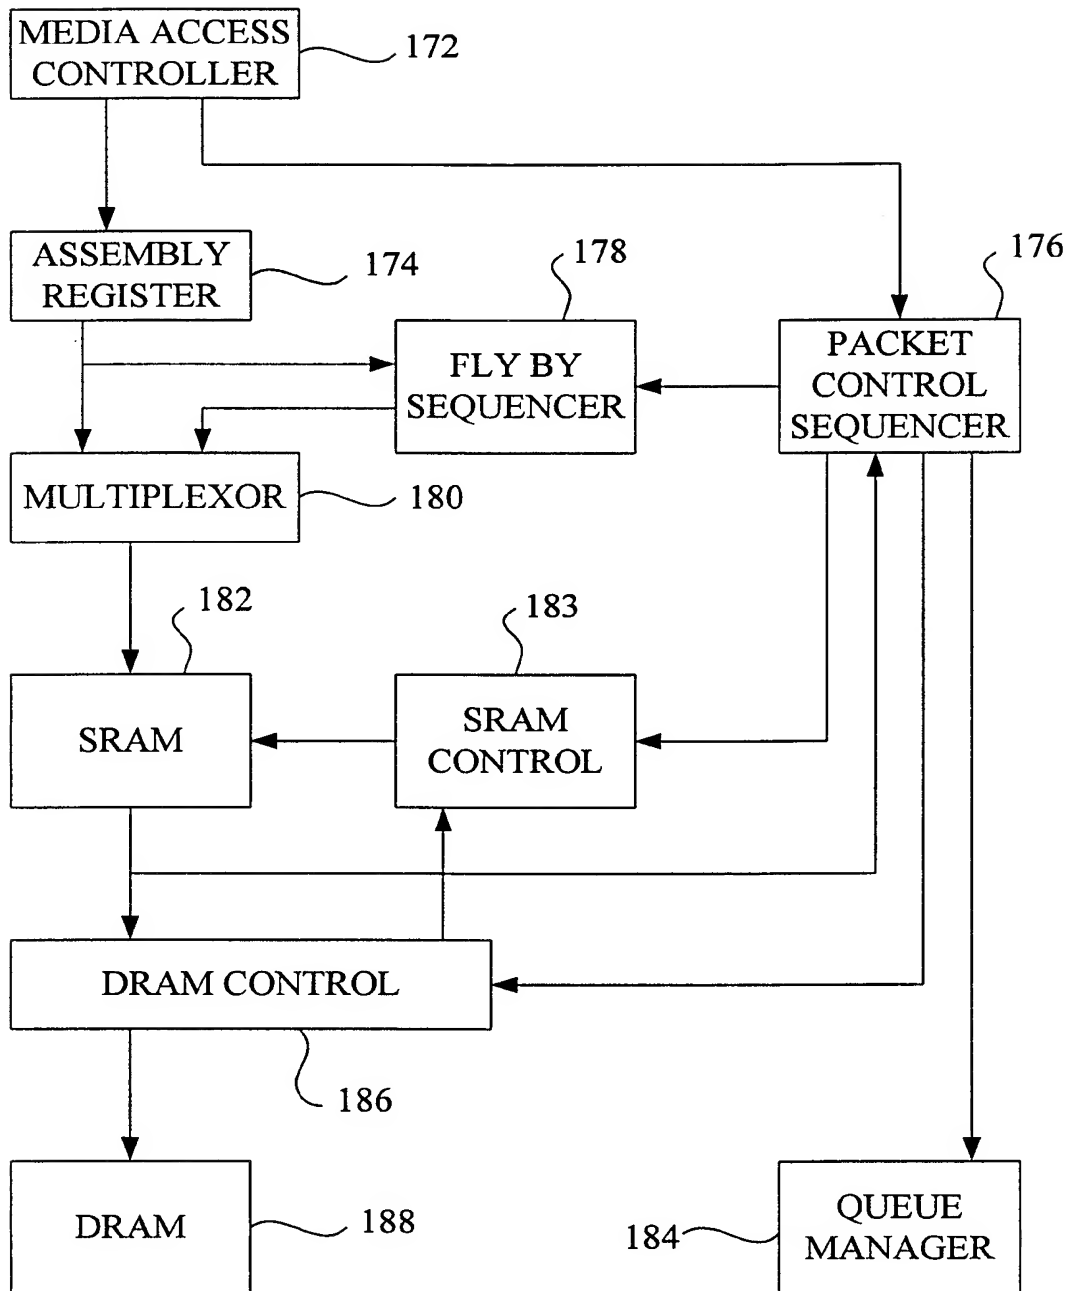 MEDIA ACCESS
CONTROLLER
172
ASSEMBLY
REGISTER
174
178
176
FLY BY
SEQUENCER
PACKET
CONTROL
SEQUENCER
MULTIPLEXOR
180
182
183
SRAM
SRAM
CONTROL
DRAM CONTROL
186
DRAM
188
184
QUEUE
MANAGER